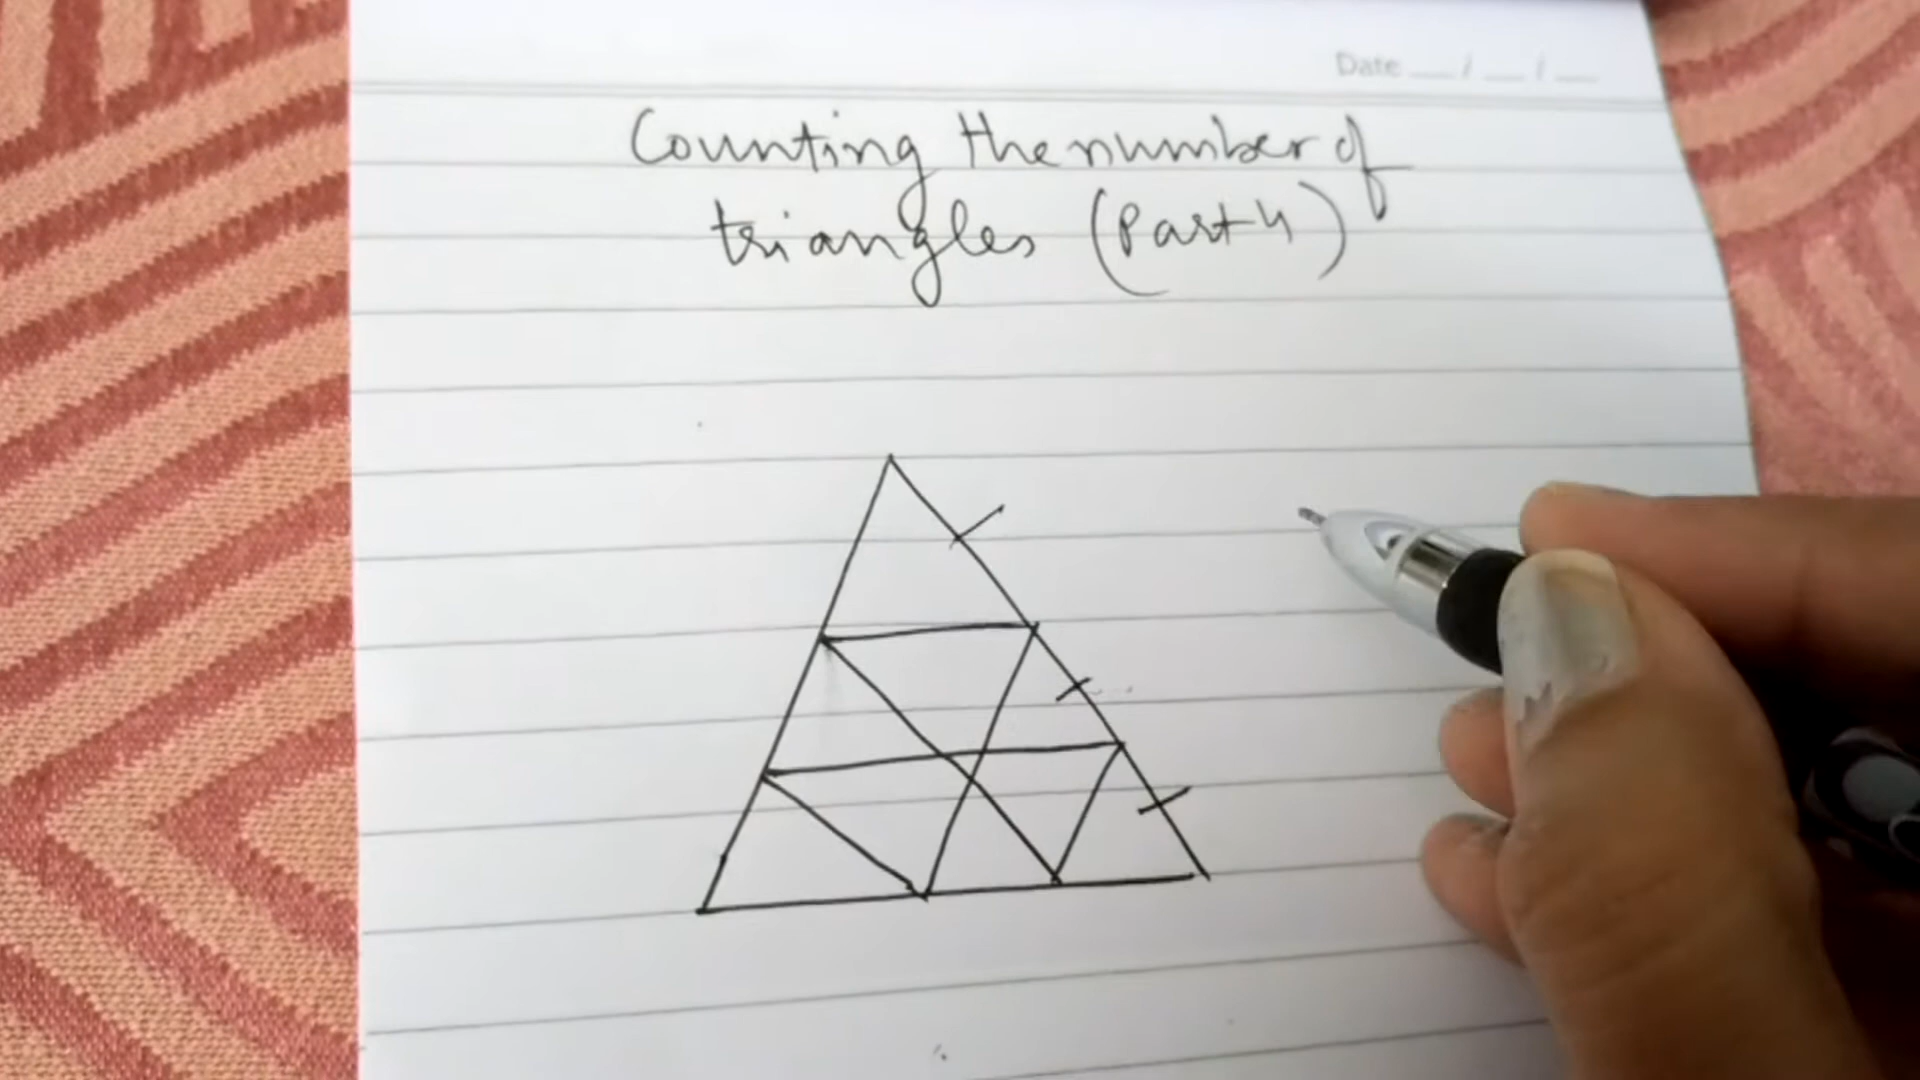 Date __/__/__
Counting the number of
triangles (Part 4)